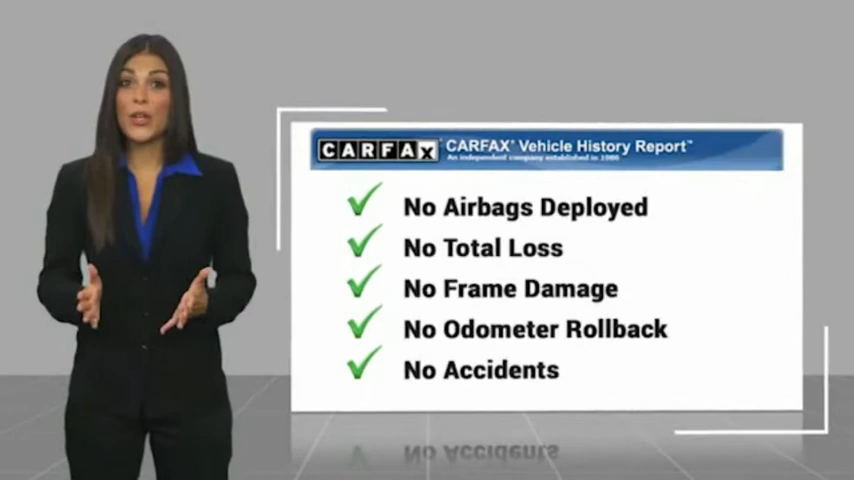 CARFAX CARFAX® Vehicle History Report™
An independent company established in 1986
No Airbags Deployed
No Total Loss
No Frame Damage
No Odometer Rollback
No Accidents
No Accidents